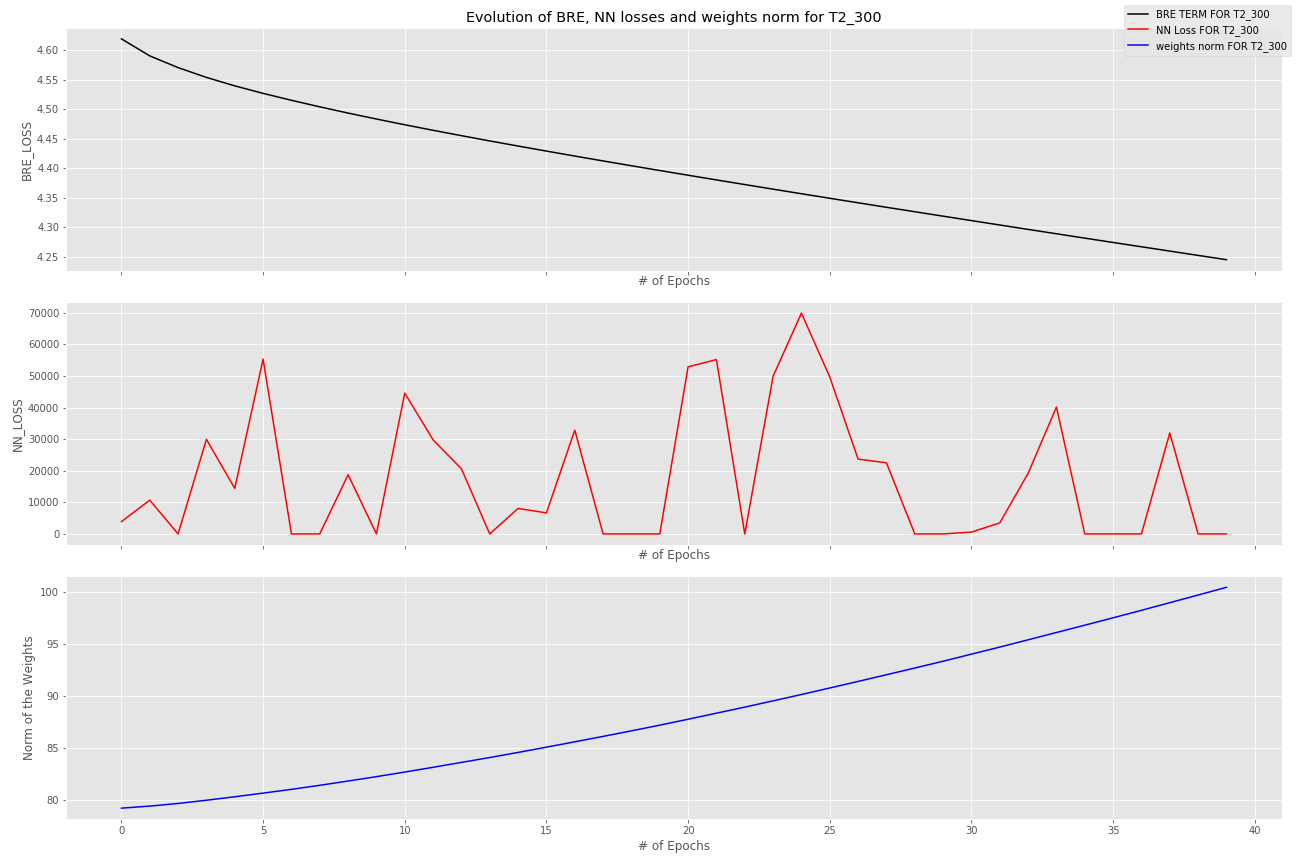 Evolution of BRE, NN losses and weights norm for T2_300
BRE TERM FOR T2_300
NN Loss FOR T2_300
weights norm FOR T2_300
BRE_LOSS
4.60
4.55
4.50
4.45
4.40
4.35
4.30
4.25
# of Epochs
NN_LOSS
70000
60000
50000
40000
30000
20000
10000
0
# of Epochs
Norm of the Weights
100
95
90
85
80
0 5 10 15 20 25 30 35 40
# of Epochs